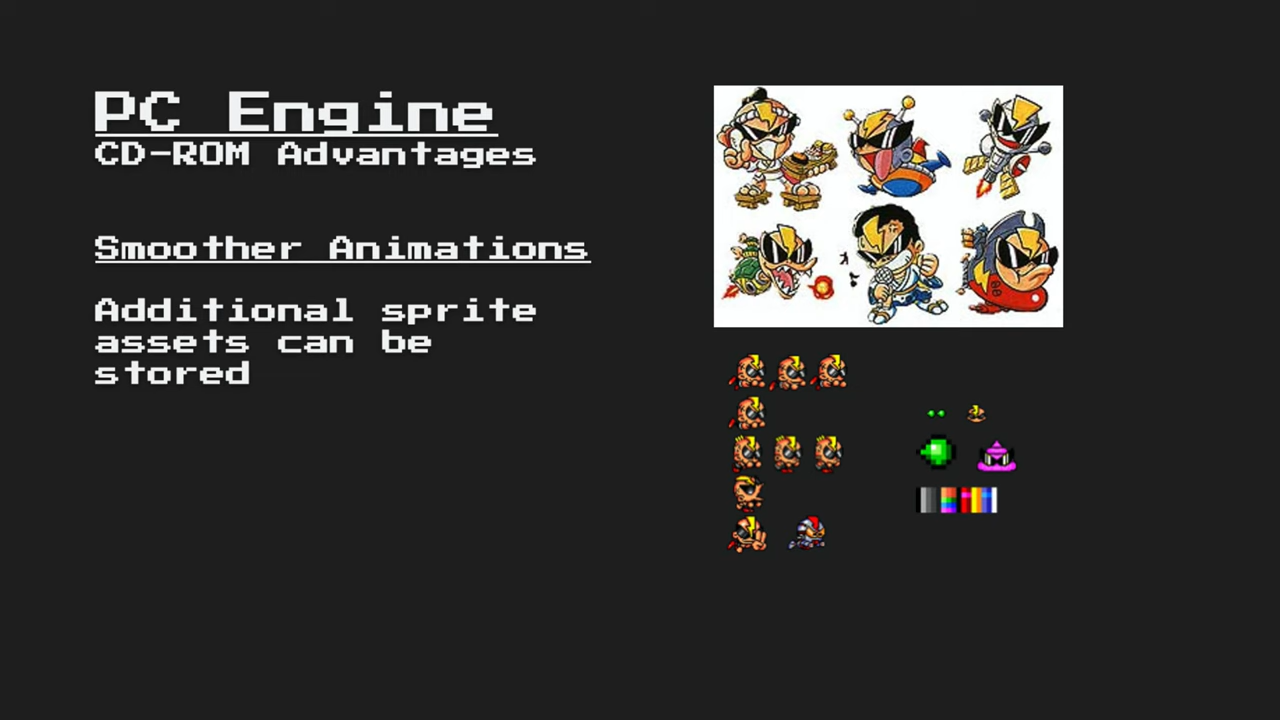 PC Engine
CD-ROM Advantages
Smoother Animations
Additional sprite
assets can be
stored